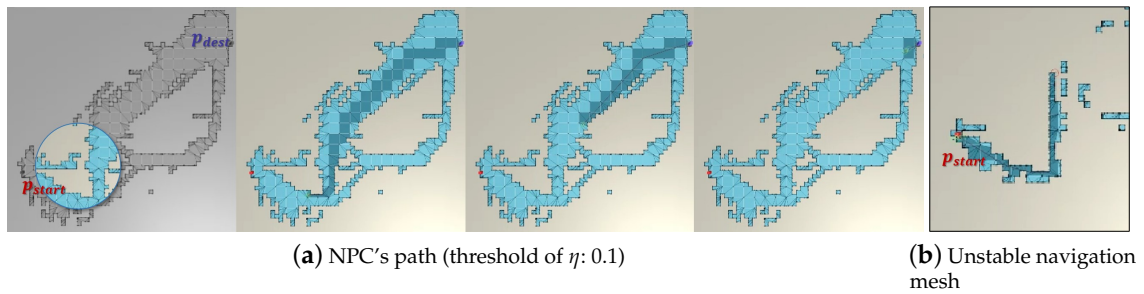 p_dest
p_start
p_start
(a) NPC's path (threshold of η: 0.1)
(b) Unstable navigation
mesh